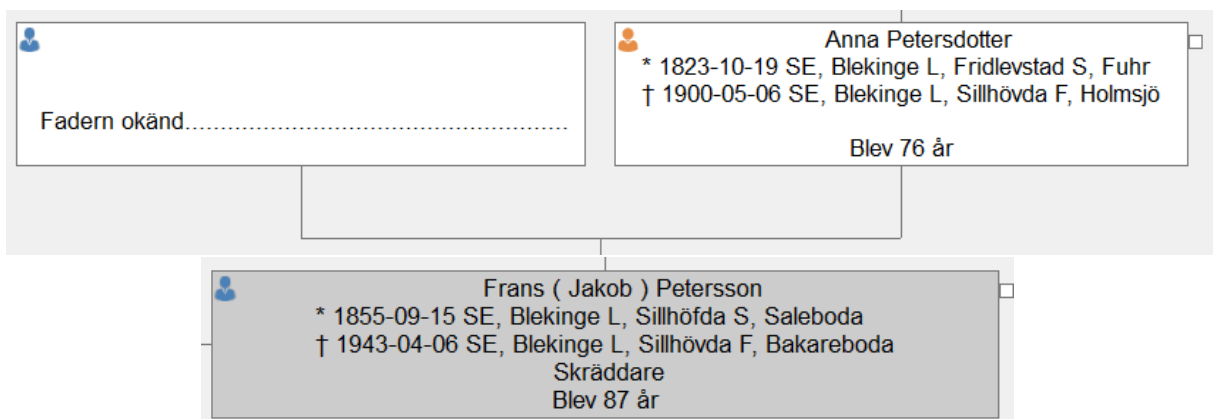 Fadern okänd.....................................................
Anna Petersdotter
* 1823-10-19 SE, Blekinge L, Fridlevstad S, Fuhr
† 1900-05-06 SE, Blekinge L, Sillhövda F, Holmsjö
Blev 76 år
Frans ( Jakob ) Petersson
* 1855-09-15 SE, Blekinge L, Sillhöfda S, Saleboda
† 1943-04-06 SE, Blekinge L, Sillhövda F, Bakareboda
Skräddare
Blev 87 år